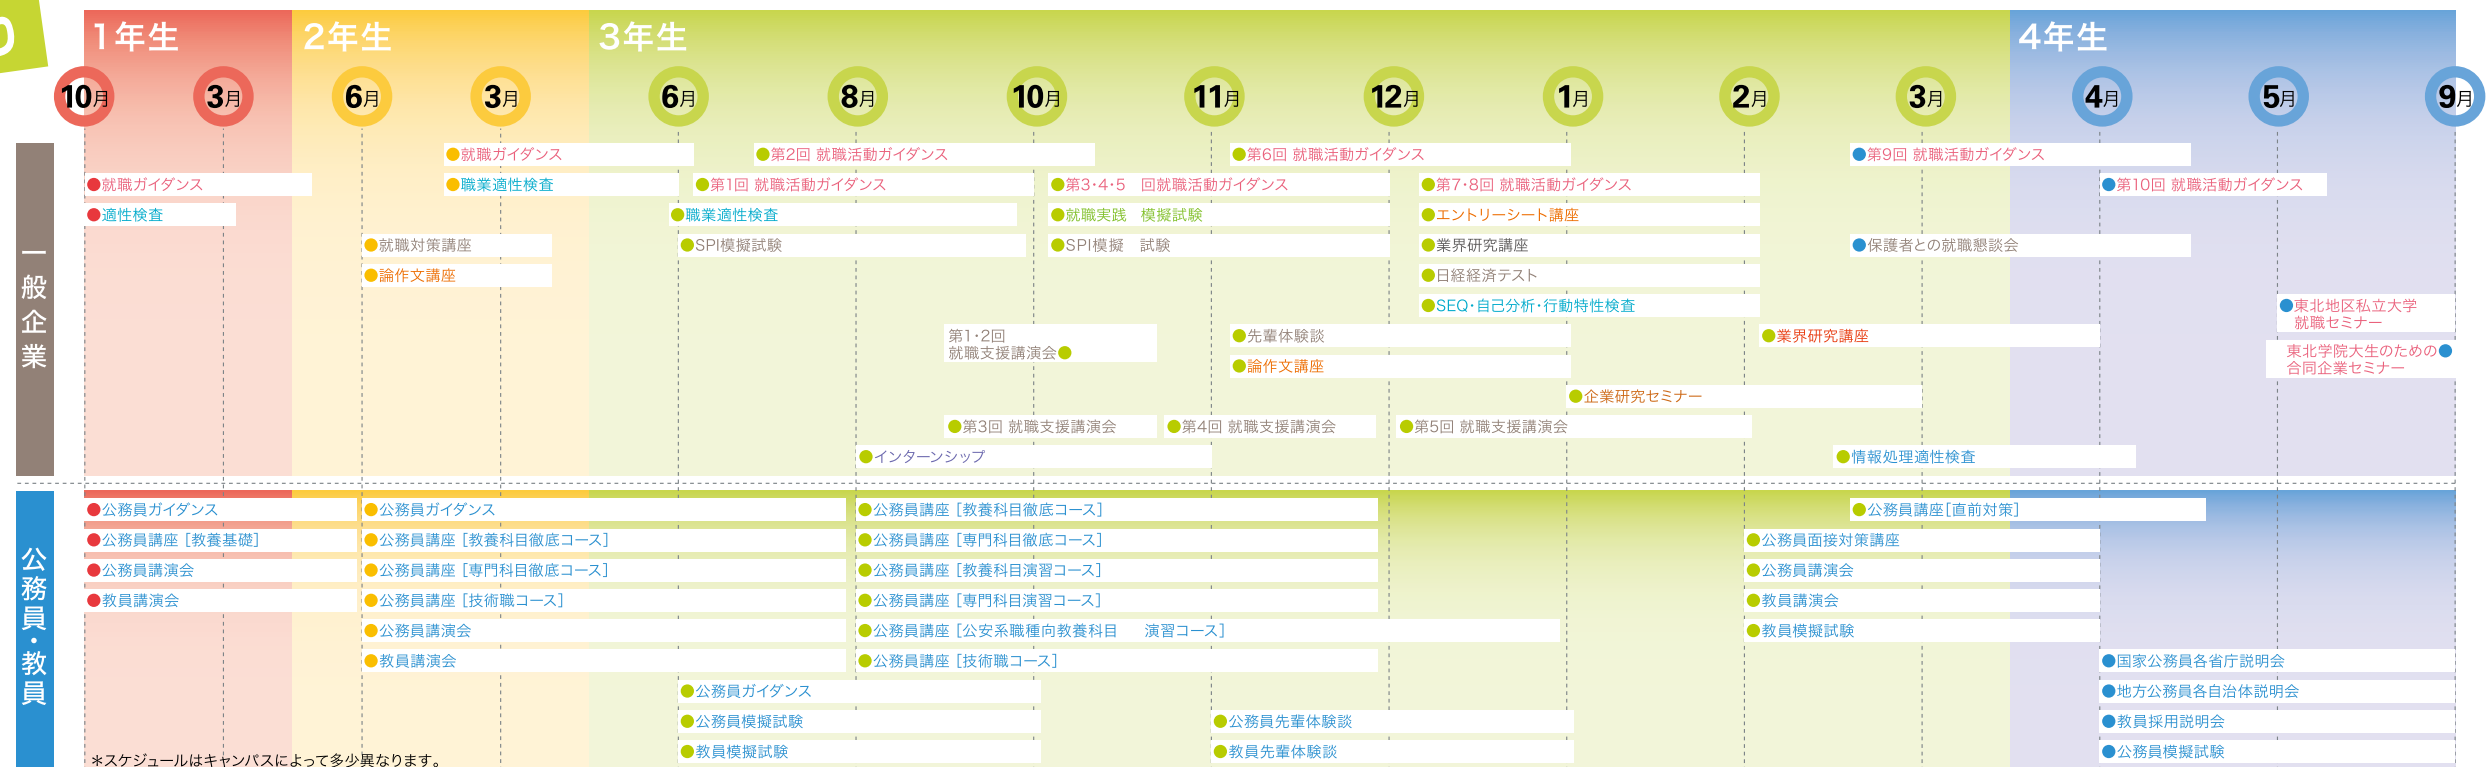 1年生
2年生
3年生
4年生
10月
3月
6月
3月
6月
8月
10月
11月
12月
1月
2月
3月
4月
5月
9月
一般企業
●就職ガイダンス
●第2回 就職活動ガイダンス
●第6回 就職活動ガイダンス
●第9回 就職活動ガイダンス
●就職ガイダンス
●職業適性検査
●第1回 就職活動ガイダンス
●第3・4・5　回就職活動ガイダンス
●第7・8回 就職活動ガイダンス
●第10回 就職活動ガイダンス
●適性検査
●職業適性検査
●就職実践　模擬試験
●エントリーシート講座
●就職対策講座
●SPI模擬試験
●SPI模擬　試験
●業界研究講座
●保護者との就職懇談会
●論作文講座
●日経経済テスト
●SEQ・自己分析・行動特性検査
●東北地区私立大学
就職セミナー
第1・2回
就職支援講演会●
●先輩体験談
●業界研究講座
東北学院大生のための●
合同企業セミナー
●論作文講座
●企業研究セミナー
●第3回 就職支援講演会
●第4回 就職支援講演会
●第5回 就職支援講演会
●インターンシップ
●情報処理適性検査
公務員・教員
●公務員ガイダンス
●公務員ガイダンス
●公務員講座 [教養科目徹底コース]
●公務員講座[直前対策]
●公務員講座 [教養基礎]
●公務員講座 [教養科目徹底コース]
●公務員講座 [専門科目徹底コース]
●公務員面接対策講座
●公務員講演会
●公務員講座 [専門科目徹底コース]
●公務員講座 [教養科目演習コース]
●公務員講演会
●教員講演会
●公務員講座 [技術職コース]
●公務員講座 [専門科目演習コース]
●教員講演会
●公務員講演会
●公務員講座 [公安系職種向教養科目　演習コース]
●教員模擬試験
●教員講演会
●公務員講座 [技術職コース]
●国家公務員各省庁説明会
●公務員ガイダンス
●地方公務員各自治体説明会
●公務員模擬試験
●公務員先輩体験談
●教員採用説明会
●教員模擬試験
●教員先輩体験談
●公務員模擬試験
＊スケジュールはキャンパスによって多少異なります。